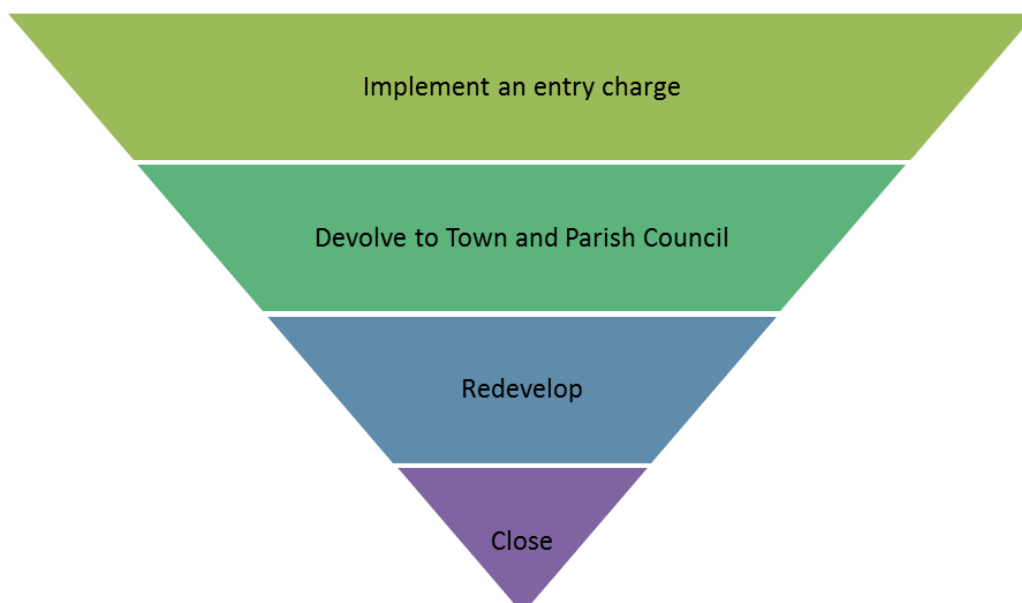 Implement an entry charge
Devolve to Town and Parish Council
Redevelop
Close